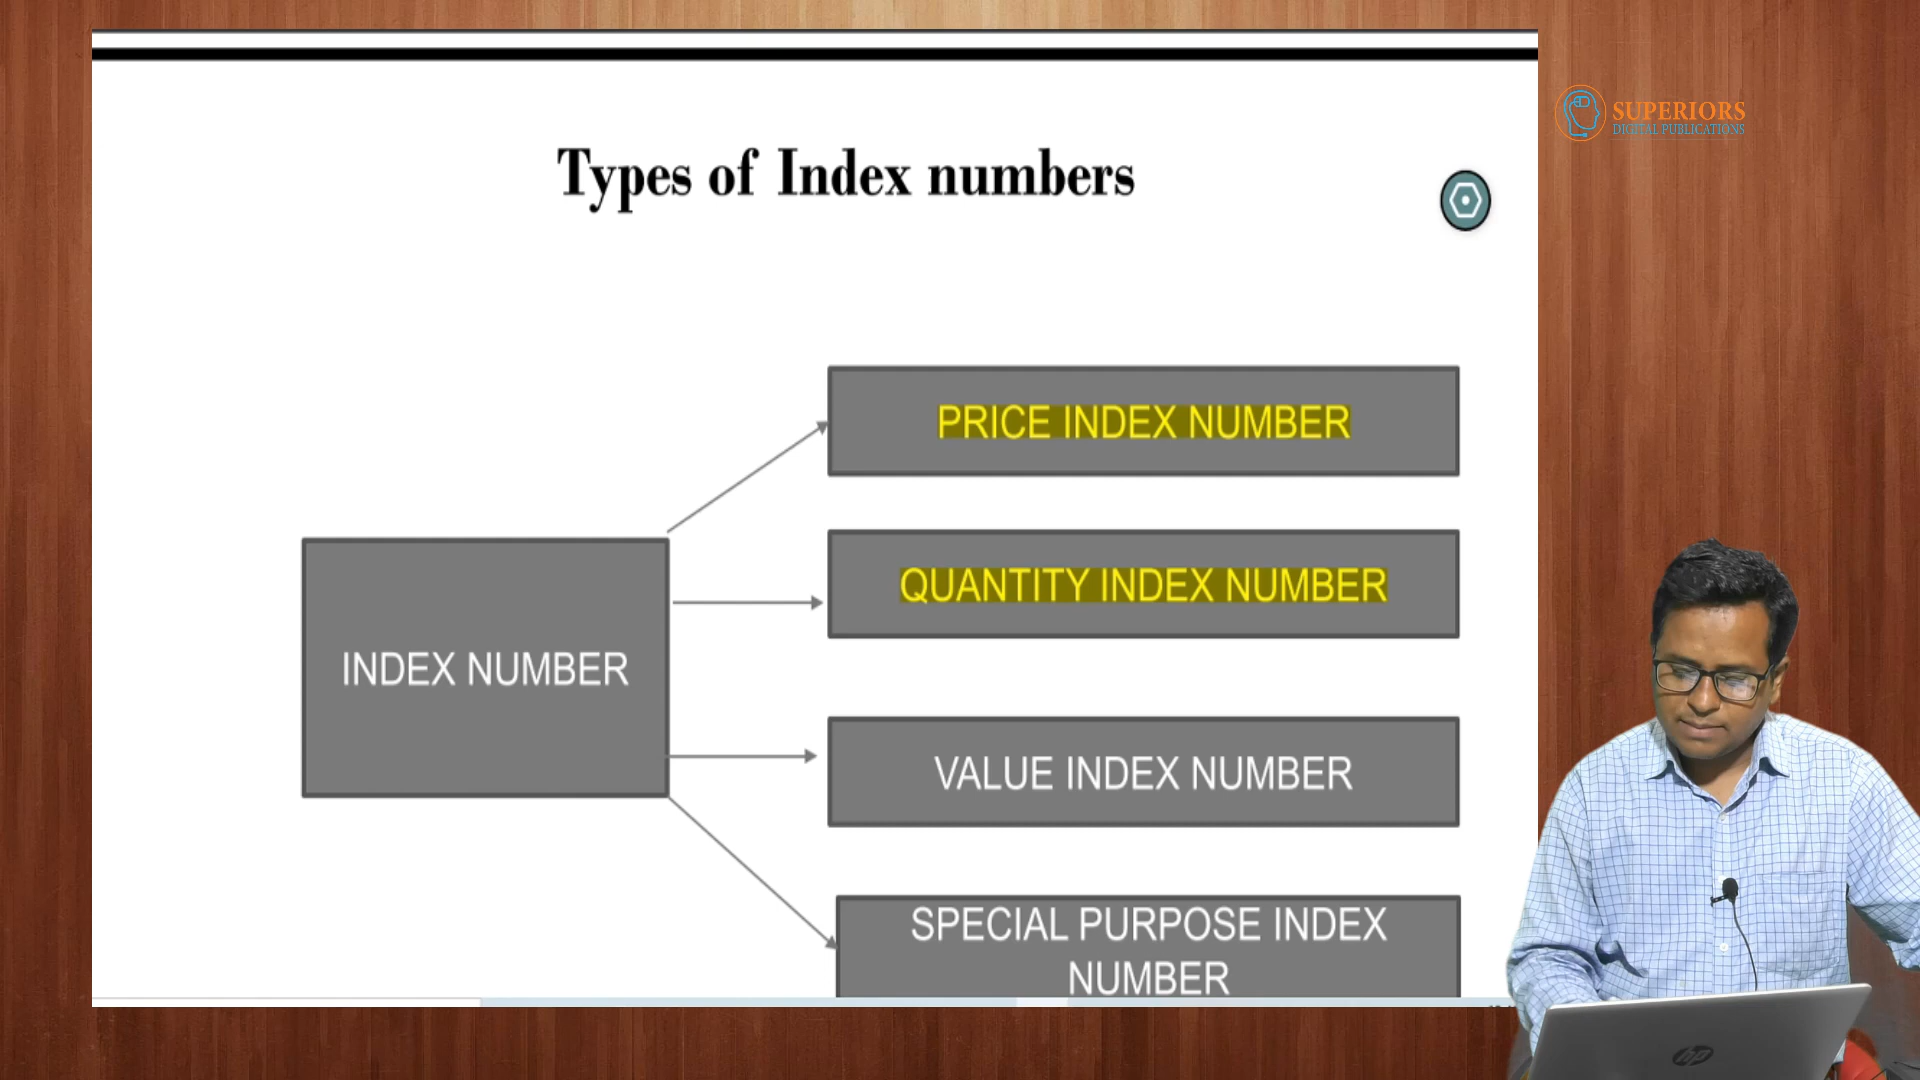 SUPERIORS
DIGITAL PUBLICATIONS
Types of Index numbers
PRICE INDEX NUMBER
QUANTITY INDEX NUMBER
INDEX NUMBER
VALUE INDEX NUMBER
SPECIAL PURPOSE INDEX
NUMBER
hp